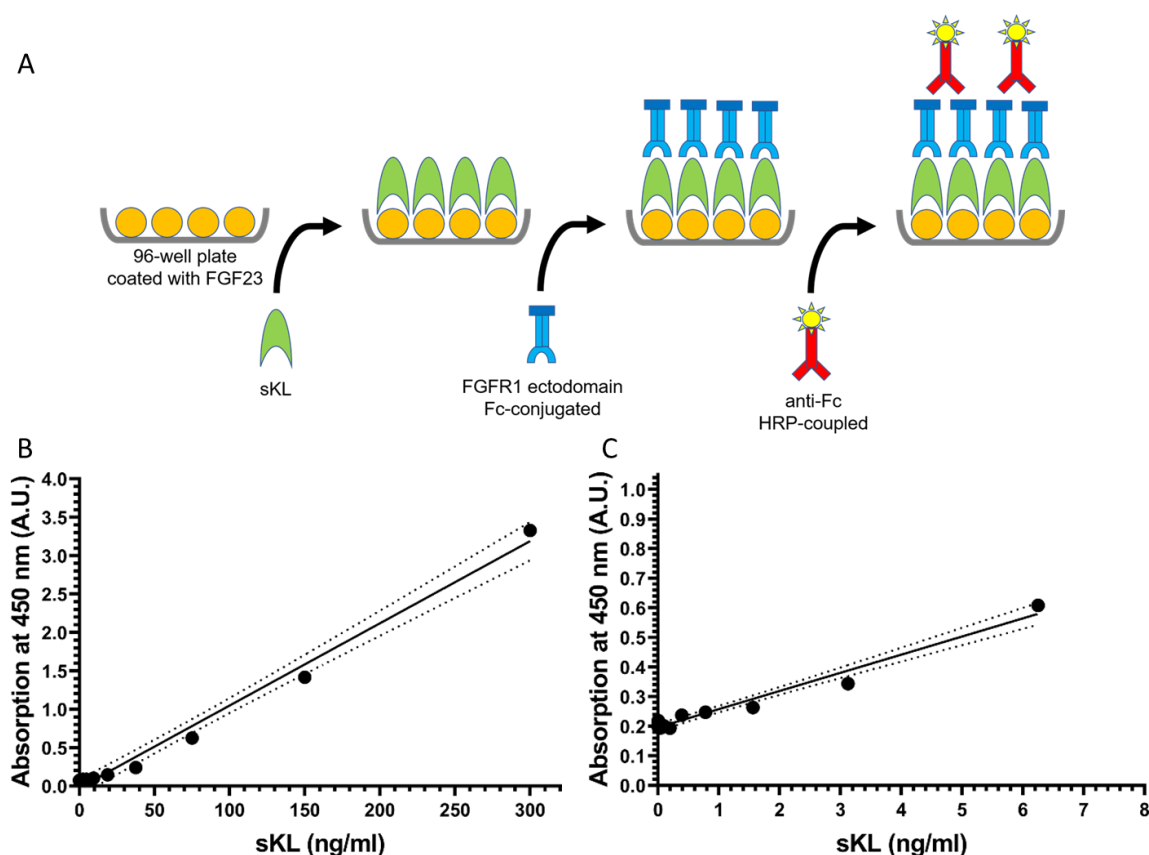 A
96-well plate
coated with FGF23
sKL
FGFR1 ectodomain
Fc-conjugated
anti-Fc
HRP-coupled
B
Absorption at 450 nm (A.U.)
4.0
3.5
3.0
2.5
2.0
1.5
1.0
0.5
0.0
0 50 100 150 200 250 300
sKL (ng/ml)
C
Absorption at 450 nm (A.U.)
1.0
0.9
0.8
0.7
0.6
0.5
0.4
0.3
0.2
0.1
0.0
0 1 2 3 4 5 6 7 8
sKL (ng/ml)